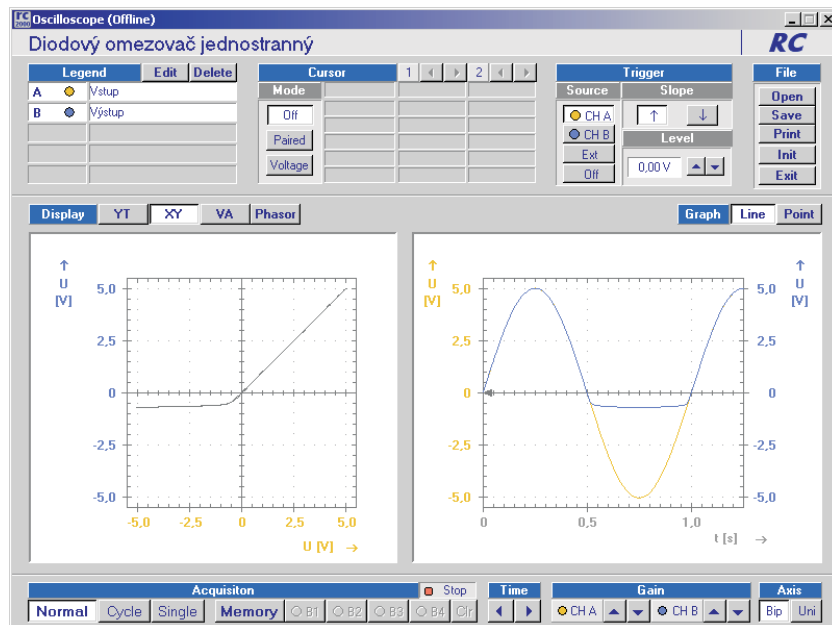 rc 2000 Oscilloscope (Offline)
Diodový omezovač jednostranný RC
Legend Edit Delete Cursor 1 2 Trigger File
A Vstup Mode Source Slope Open
B Výstup Off CH A ↑ ↓ Save
Paired CH B Level Print
Voltage Ext 0,00 V Init
Off Exit
Display YT XY VA Phasor Graph Line Point
↑
U
[V]
5,0
2,5
0
-2,5
-5,0
-5,0 -2,5 0 2,5 5,0
U [V] →
↑
U
[V]
5,0
2,5
0
-2,5
-5,0
↑
U
[V]
5,0
2,5
0
-2,5
-5,0
0 0,5 1,0
t [s] →
Acquisiton Stop Time Gain Axis
Normal Cycle Single Memory B1 B2 B3 B4 Clr CH A CH B Bip Uni